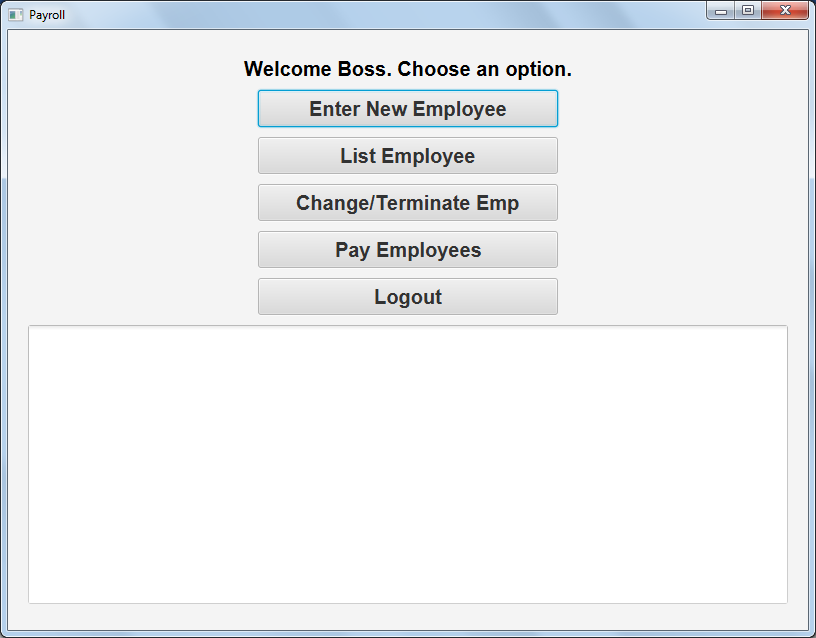 Payroll
Welcome Boss. Choose an option.
Enter New Employee
List Employee
Change/Terminate Emp
Pay Employees
Logout